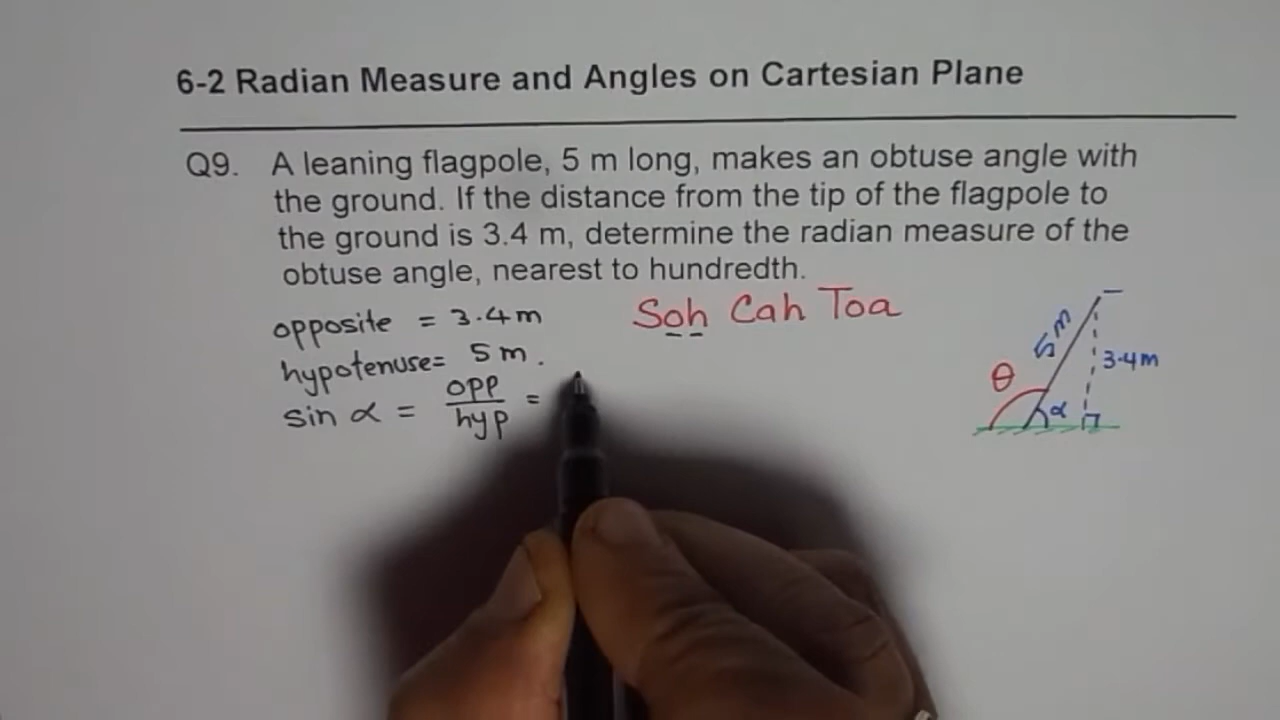 6-2 Radian Measure and Angles on Cartesian Plane
Q9. A leaning flagpole, 5 m long, makes an obtuse angle with
the ground. If the distance from the tip of the flagpole to
the ground is 3.4 m, determine the radian measure of the
obtuse angle, nearest to hundredth.
opposite = 3.4m
hypotenuse= 5m.
sin α = opp/hyp =
Soh Cah Toa
5m
3.4m
θ
α